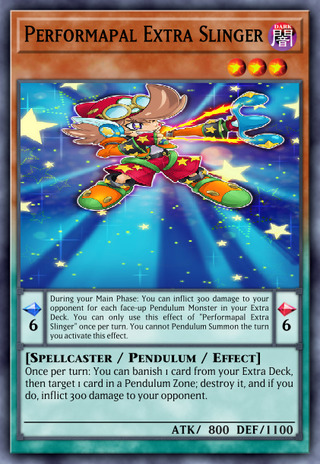 Performapal Extra Slinger
DARK
闇
During your Main Phase: You can inflict 300 damage to your
opponent for each face-up Pendulum Monster in your Extra
Deck. You can only use this effect of "Performapal Extra
Slinger" once per turn. You cannot Pendulum Summon the turn
you activate this effect.
6
6
[Spellcaster / Pendulum / Effect]
Once per turn: You can banish 1 card from your Extra Deck,
then target 1 card in a Pendulum Zone; destroy it, and if you
do, inflict 300 damage to your opponent.
ATK/ 800 DEF/1100